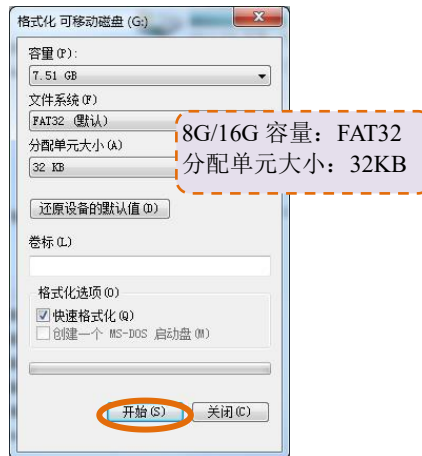 格式化 可移动磁盘 (G:)
容量(P):
7.51 GB
文件系统(F)
FAT32 (默认)
分配单元大小(A)
32 KB
8G/16G 容量：FAT32
分配单元大小：32KB
还原设备的默认值(D)
卷标(L)
格式化选项(O)
快速格式化(Q)
创建一个 MS-DOS 启动盘(M)
开始(S)
关闭(C)